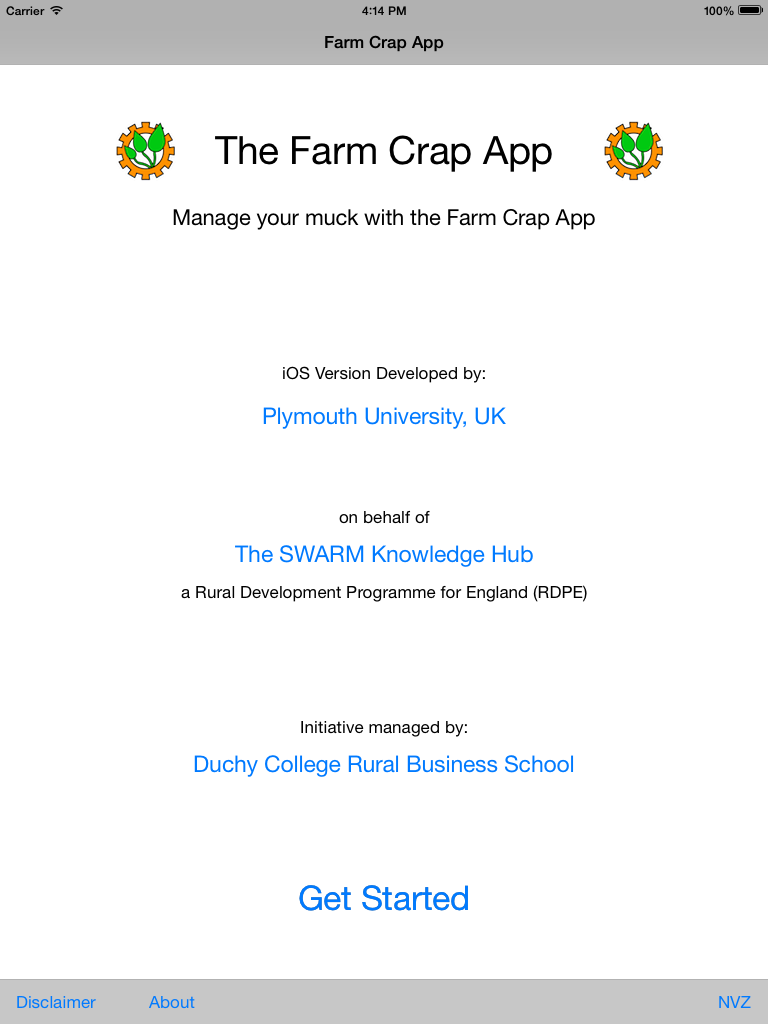 Carrier 4:14 PM 100%
Farm Crap App
The Farm Crap App
Manage your muck with the Farm Crap App
iOS Version Developed by:
Plymouth University, UK
on behalf of
The SWARM Knowledge Hub
a Rural Development Programme for England (RDPE)
Initiative managed by:
Duchy College Rural Business School
Get Started
Disclaimer About NVZ